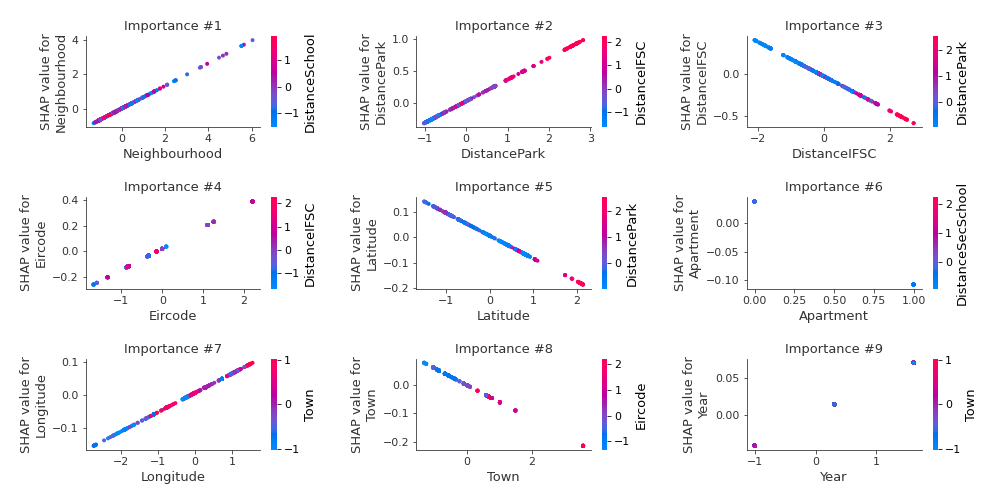 Importance #1
SHAP value for
Neighbourhood
4
2
0
0
2
4
6
Neighbourhood
1
0
−1
DistanceSchool
Importance #2
SHAP value for
DistancePark
1.0
0.5
0.0
−1
0
1
2
3
DistancePark
2
1
0
−1
DistanceIFSC
Importance #3
SHAP value for
DistanceIFSC
0.0
−0.5
−2
0
2
DistanceIFSC
2
1
0
DistancePark
Importance #4
SHAP value for
Eircode
0.4
0.2
0.0
−0.2
−1
0
1
2
Eircode
2
1
0
−1
DistanceIFSC
Importance #5
SHAP value for
Latitude
0.1
0.0
−0.1
−0.2
−1
0
1
2
Latitude
2
1
0
DistancePark
Importance #6
SHAP value for
Apartment
0.00
−0.05
−0.10
0.00
0.25
0.50
0.75
1.00
Apartment
2
1
0
DistanceSecSchool
Importance #7
SHAP value for
Longitude
0.1
0.0
−0.1
−2
−1
0
1
Longitude
1
0
−1
Town
Importance #8
SHAP value for
Town
0.0
−0.1
−0.2
0
2
Town
2
1
0
−1
Eircode
Importance #9
SHAP value for
Year
0.05
0.00
−1
0
1
Year
1
0
−1
Town